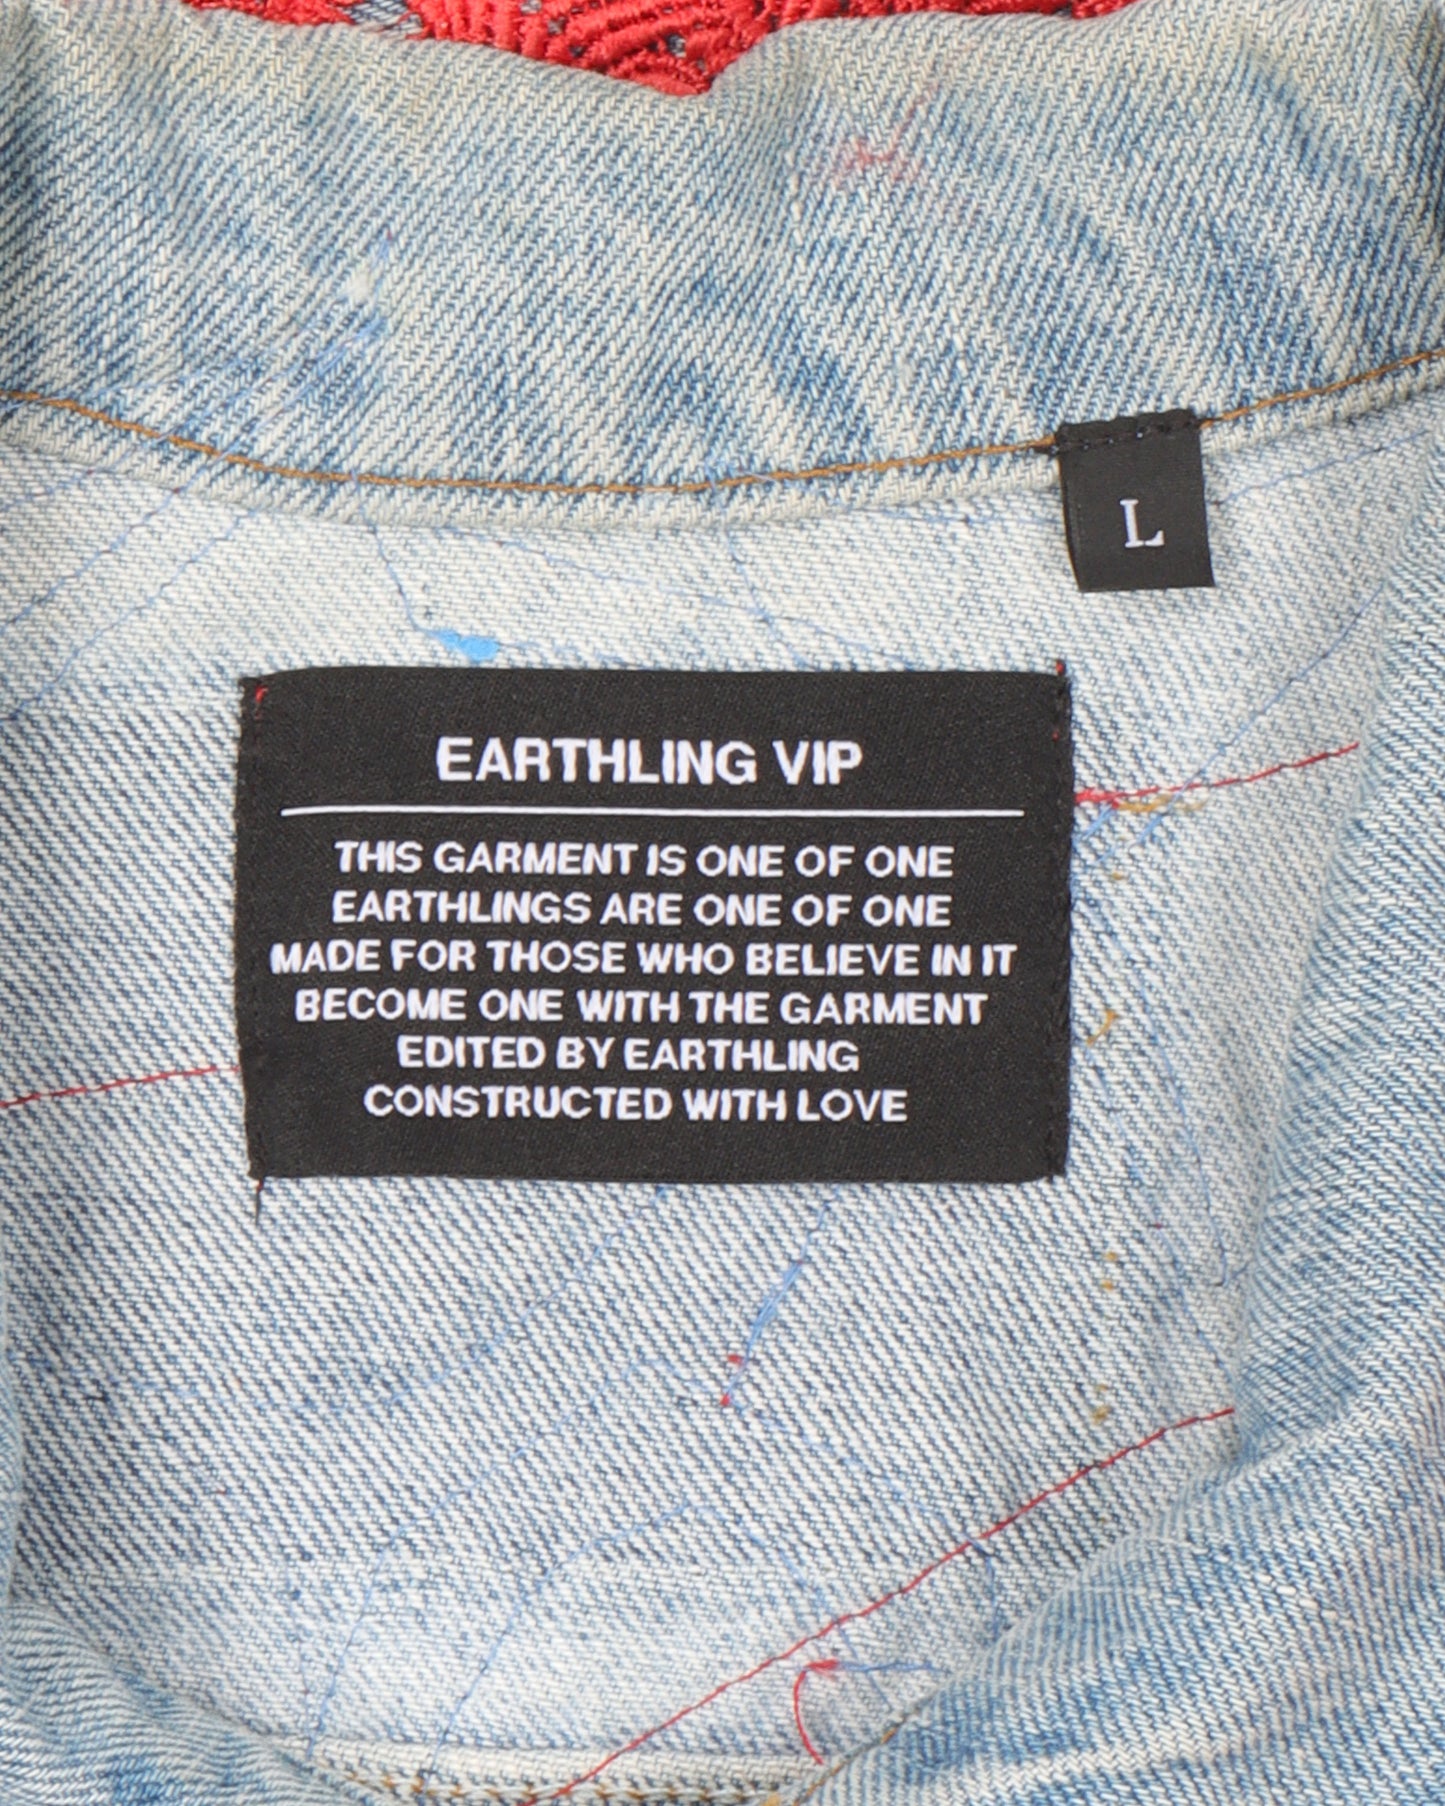 L
EARTHLING VIP
THIS GARMENT IS ONE OF ONE
EARTHLINGS ARE ONE OF ONE
MADE FOR THOSE WHO BELIEVE IN IT
BECOME ONE WITH THE GARMENT
EDITED BY EARTHLING
CONSTRUCTED WITH LOVE